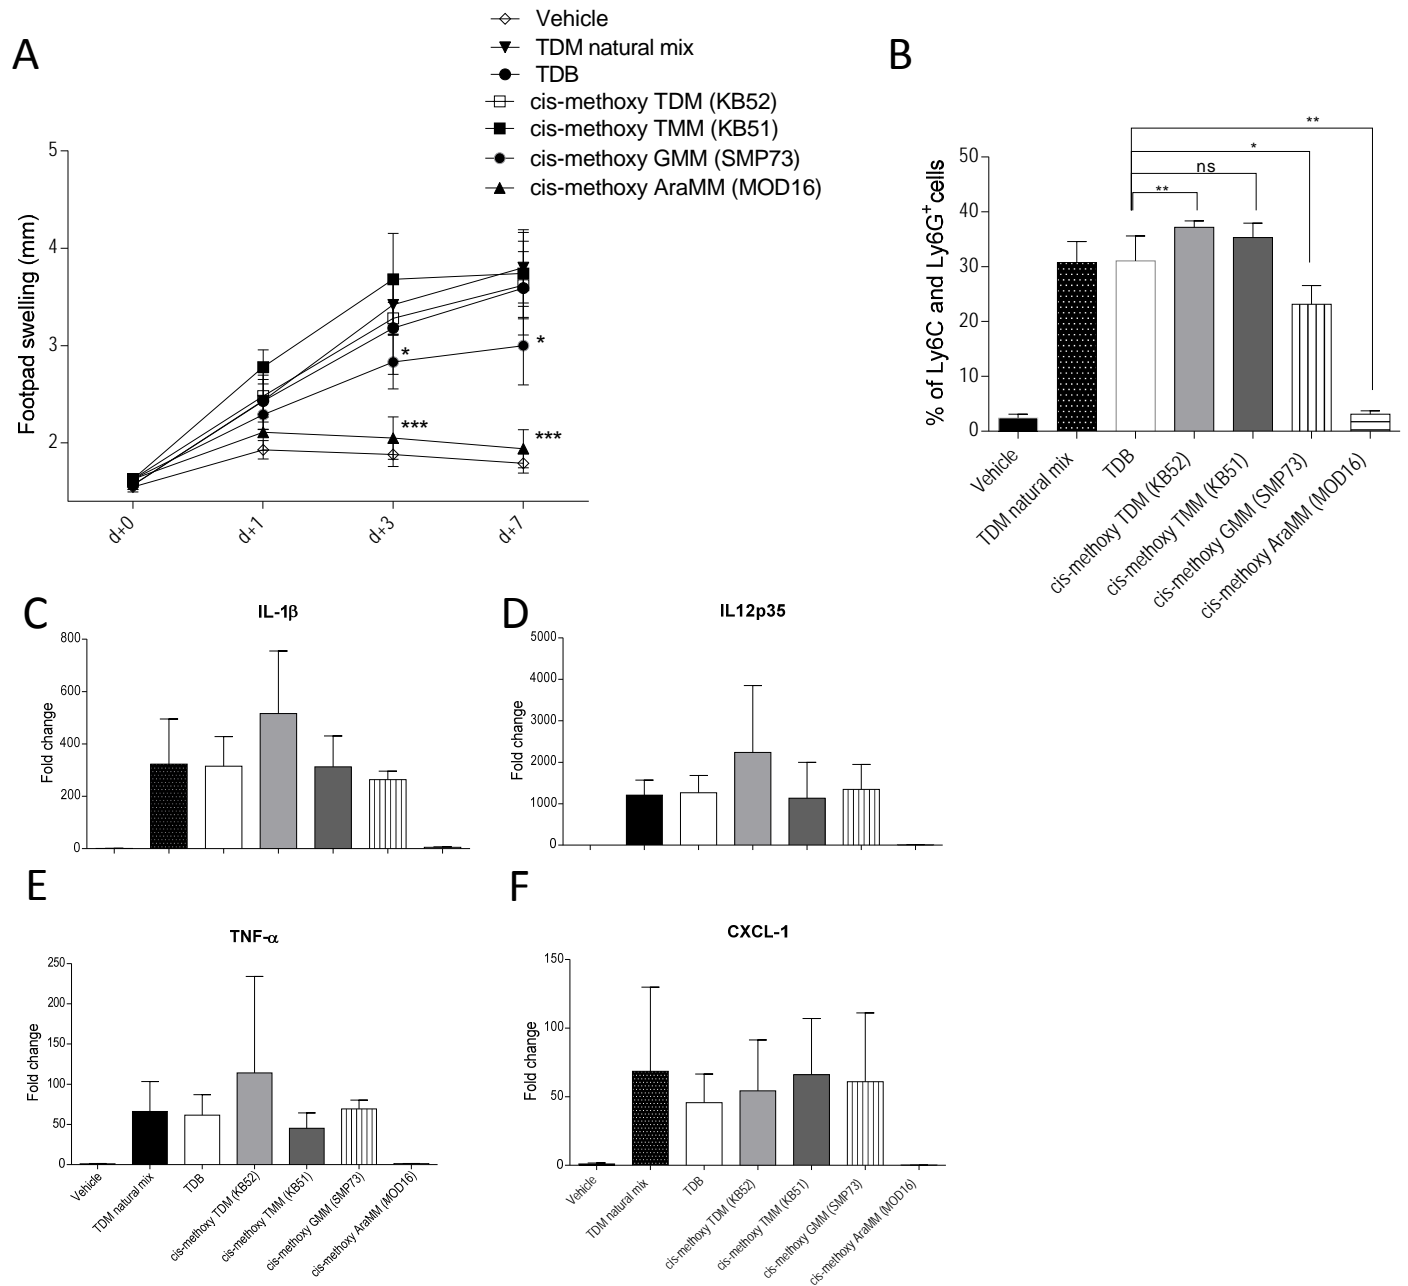 A
Vehicle
TDM natural mix
TDB
cis-methoxy TDM (KB52)
cis-methoxy TMM (KB51)
cis-methoxy GMM (SMP73)
cis-methoxy AraMM (MOD16)
Footpad swelling (mm)
5
4
3
2
*
*
***
***
d+0
d+1
d+3
d+7
B
% of Ly6C and Ly6G+ cells
50
40
30
20
10
0
**
*
ns
**
Vehicle
TDM natural mix
TDB
cis-methoxy TDM (KB52)
cis-methoxy TMM (KB51)
cis-methoxy GMM (SMP73)
cis-methoxy AraMM (MOD16)
C
IL-1β
Fold change
800
600
400
200
0
D
IL12p35
Fold change
5000
4000
3000
2000
1000
0
E
TNF-α
Fold change
250
200
150
100
50
0
Vehicle
TDM natural mix
TDB
cis-methoxy TDM (KB52)
cis-methoxy TMM (KB51)
cis-methoxy GMM (SMP73)
cis-methoxy AraMM (MOD16)
F
CXCL-1
Fold change
150
100
50
0
Vehicle
TDM natural mix
TDB
cis-methoxy TDM (KB52)
cis-methoxy TMM (KB51)
cis-methoxy GMM (SMP73)
cis-methoxy AraMM (MOD16)